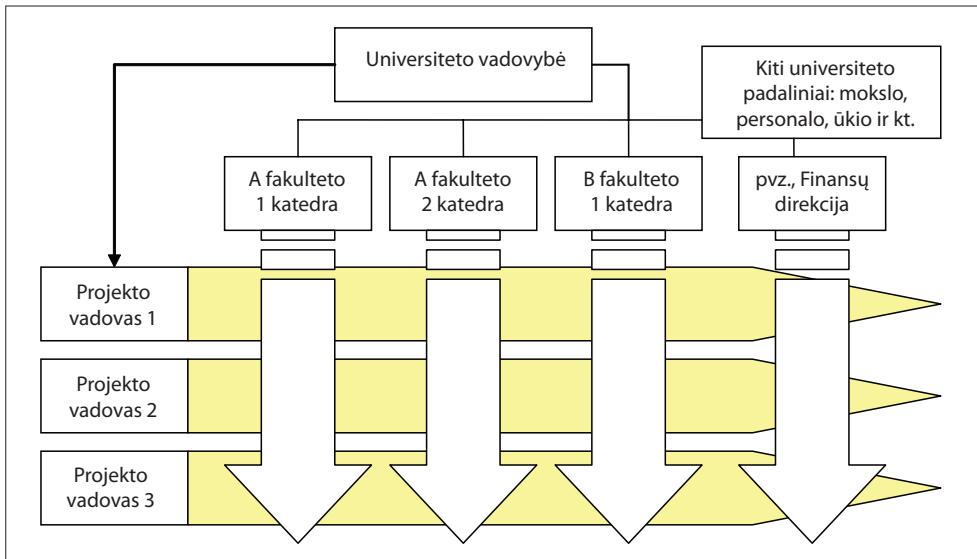 Universiteto vadovybė
Kiti universiteto
padaliniai: mokslo,
personalo, ūkio ir kt.
A fakulteto
1 katedra
A fakulteto
2 katedra
B fakulteto
1 katedra
pvz., Finansų
direkcija
Projekto
vadovas 1
Projekto
vadovas 2
Projekto
vadovas 3